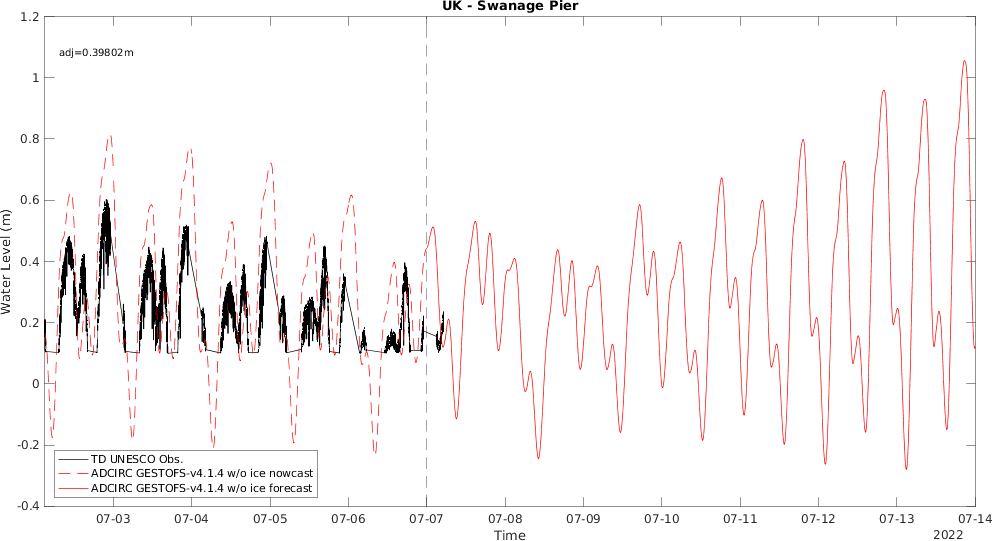 UK - Swanage Pier
adj=0.39802m
Water Level (m)
1.2
1
0.8
0.6
0.4
0.2
0
-0.2
-0.4
TD UNESCO Obs.
ADCIRC GESTOFS-v4.1.4 w/o ice nowcast
ADCIRC GESTOFS-v4.1.4 w/o ice forecast
07-03 07-04 07-05 07-06 07-07 07-08 07-09 07-10 07-11 07-12 07-13 07-14
Time
2022